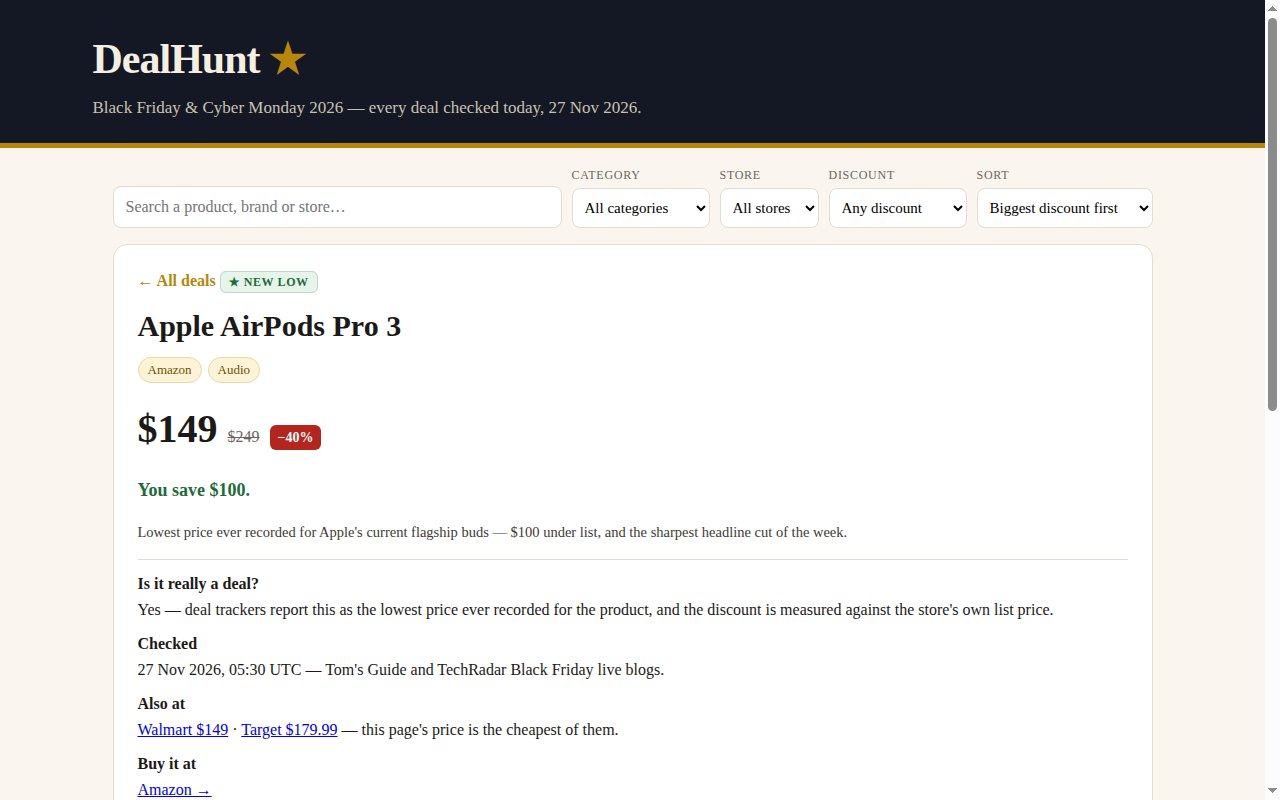 DealHunt ★
Black Friday & Cyber Monday 2026 — every deal checked today, 27 Nov 2026.
CATEGORY STORE DISCOUNT SORT
Search a product, brand or store… All categories All stores Any discount Biggest discount first
← All deals ★ NEW LOW
Apple AirPods Pro 3
Amazon Audio
$149 $249 −40%
You save $100.
Lowest price ever recorded for Apple's current flagship buds — $100 under list, and the sharpest headline cut of the week.
Is it really a deal?
Yes — deal trackers report this as the lowest price ever recorded for the product, and the discount is measured against the store's own list price.
Checked
27 Nov 2026, 05:30 UTC — Tom's Guide and TechRadar Black Friday live blogs.
Also at
Walmart $149 · Target $179.99 — this page's price is the cheapest of them.
Buy it at
Amazon →